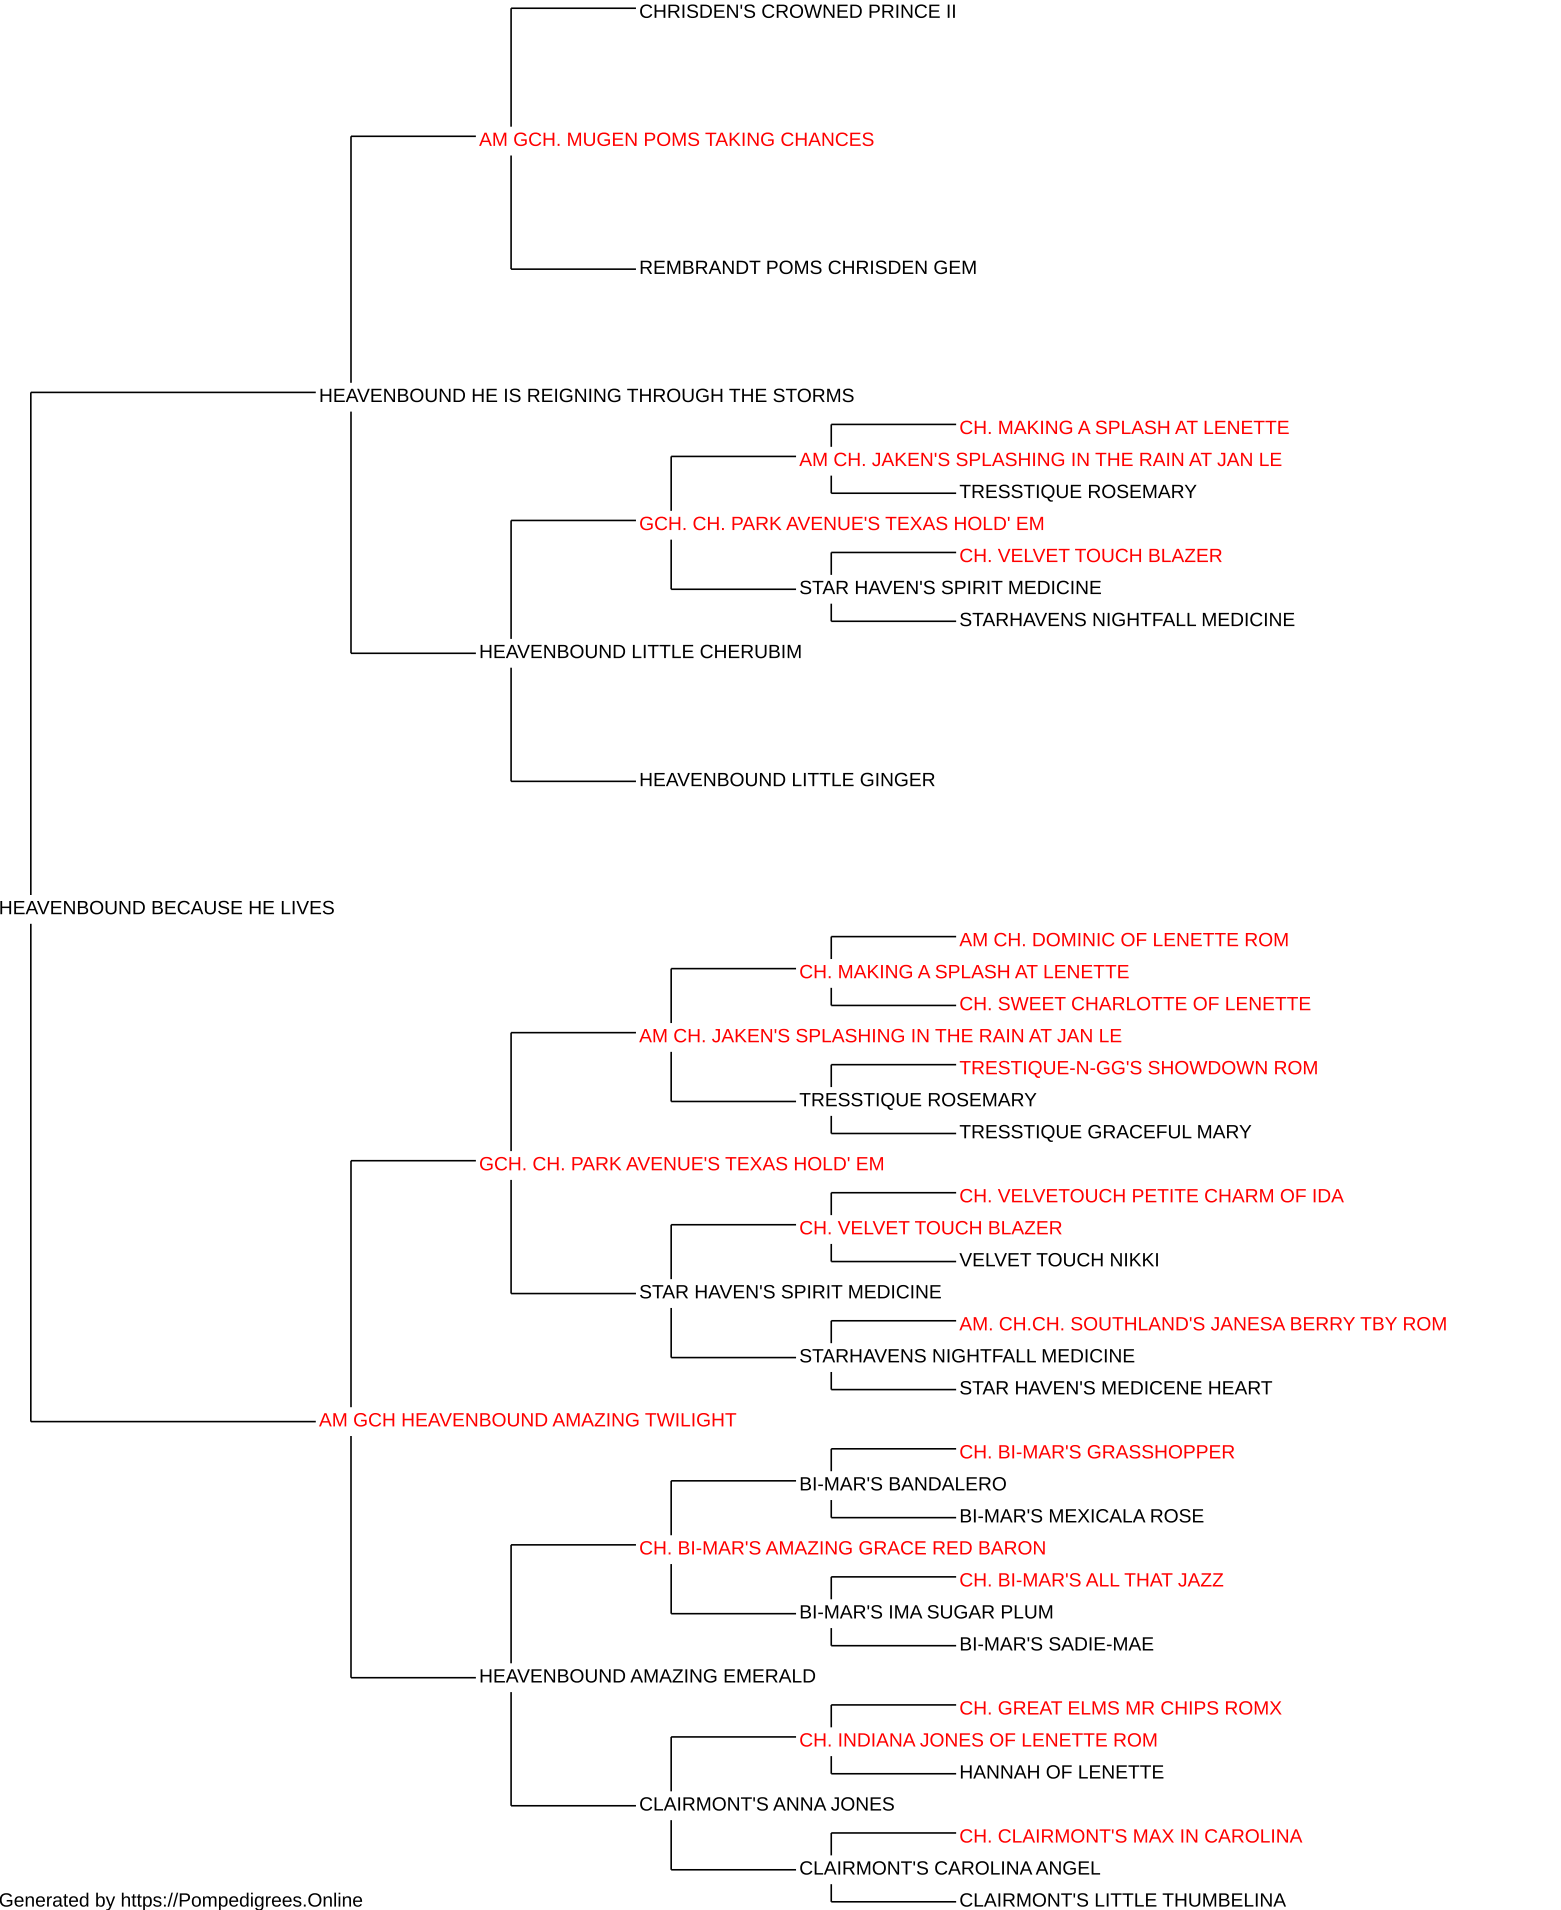 CHRISDEN'S CROWNED PRINCE II
AM GCH. MUGEN POMS TAKING CHANCES
REMBRANDT POMS CHRISDEN GEM
HEAVENBOUND HE IS REIGNING THROUGH THE STORMS
CH. MAKING A SPLASH AT LENETTE
AM CH. JAKEN'S SPLASHING IN THE RAIN AT JAN LE
TRESSTIQUE ROSEMARY
GCH. CH. PARK AVENUE'S TEXAS HOLD' EM
CH. VELVET TOUCH BLAZER
STAR HAVEN'S SPIRIT MEDICINE
STARHAVENS NIGHTFALL MEDICINE
HEAVENBOUND LITTLE CHERUBIM
HEAVENBOUND LITTLE GINGER
HEAVENBOUND BECAUSE HE LIVES
AM CH. DOMINIC OF LENETTE ROM
CH. MAKING A SPLASH AT LENETTE
CH. SWEET CHARLOTTE OF LENETTE
AM CH. JAKEN'S SPLASHING IN THE RAIN AT JAN LE
TRESTIQUE-N-GG'S SHOWDOWN ROM
TRESSTIQUE ROSEMARY
TRESSTIQUE GRACEFUL MARY
GCH. CH. PARK AVENUE'S TEXAS HOLD' EM
CH. VELVETOUCH PETITE CHARM OF IDA
CH. VELVET TOUCH BLAZER
VELVET TOUCH NIKKI
STAR HAVEN'S SPIRIT MEDICINE
AM. CH.CH. SOUTHLAND'S JANESA BERRY TBY ROM
STARHAVENS NIGHTFALL MEDICINE
STAR HAVEN'S MEDICENE HEART
AM GCH HEAVENBOUND AMAZING TWILIGHT
CH. BI-MAR'S GRASSHOPPER
BI-MAR'S BANDALERO
BI-MAR'S MEXICALA ROSE
CH. BI-MAR'S AMAZING GRACE RED BARON
CH. BI-MAR'S ALL THAT JAZZ
BI-MAR'S IMA SUGAR PLUM
BI-MAR'S SADIE-MAE
HEAVENBOUND AMAZING EMERALD
CH. GREAT ELMS MR CHIPS ROMX
CH. INDIANA JONES OF LENETTE ROM
HANNAH OF LENETTE
CLAIRMONT'S ANNA JONES
CH. CLAIRMONT'S MAX IN CAROLINA
CLAIRMONT'S CAROLINA ANGEL
CLAIRMONT'S LITTLE THUMBELINA
Generated by https://Pompedigrees.Online